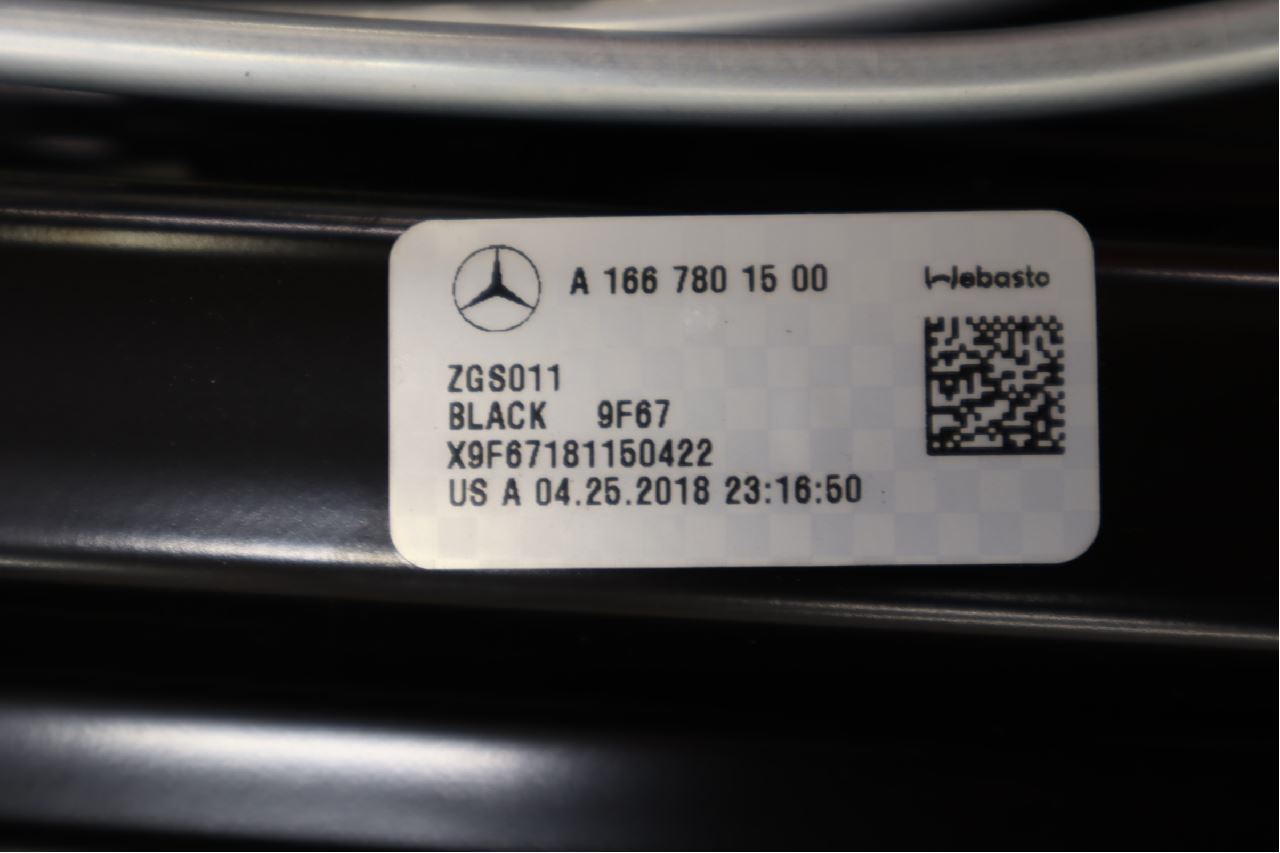 A 166 780 15 00
Webasto
ZGS011
BLACK 9F67
X9F67181150422
US A 04.25.2018 23:16:50